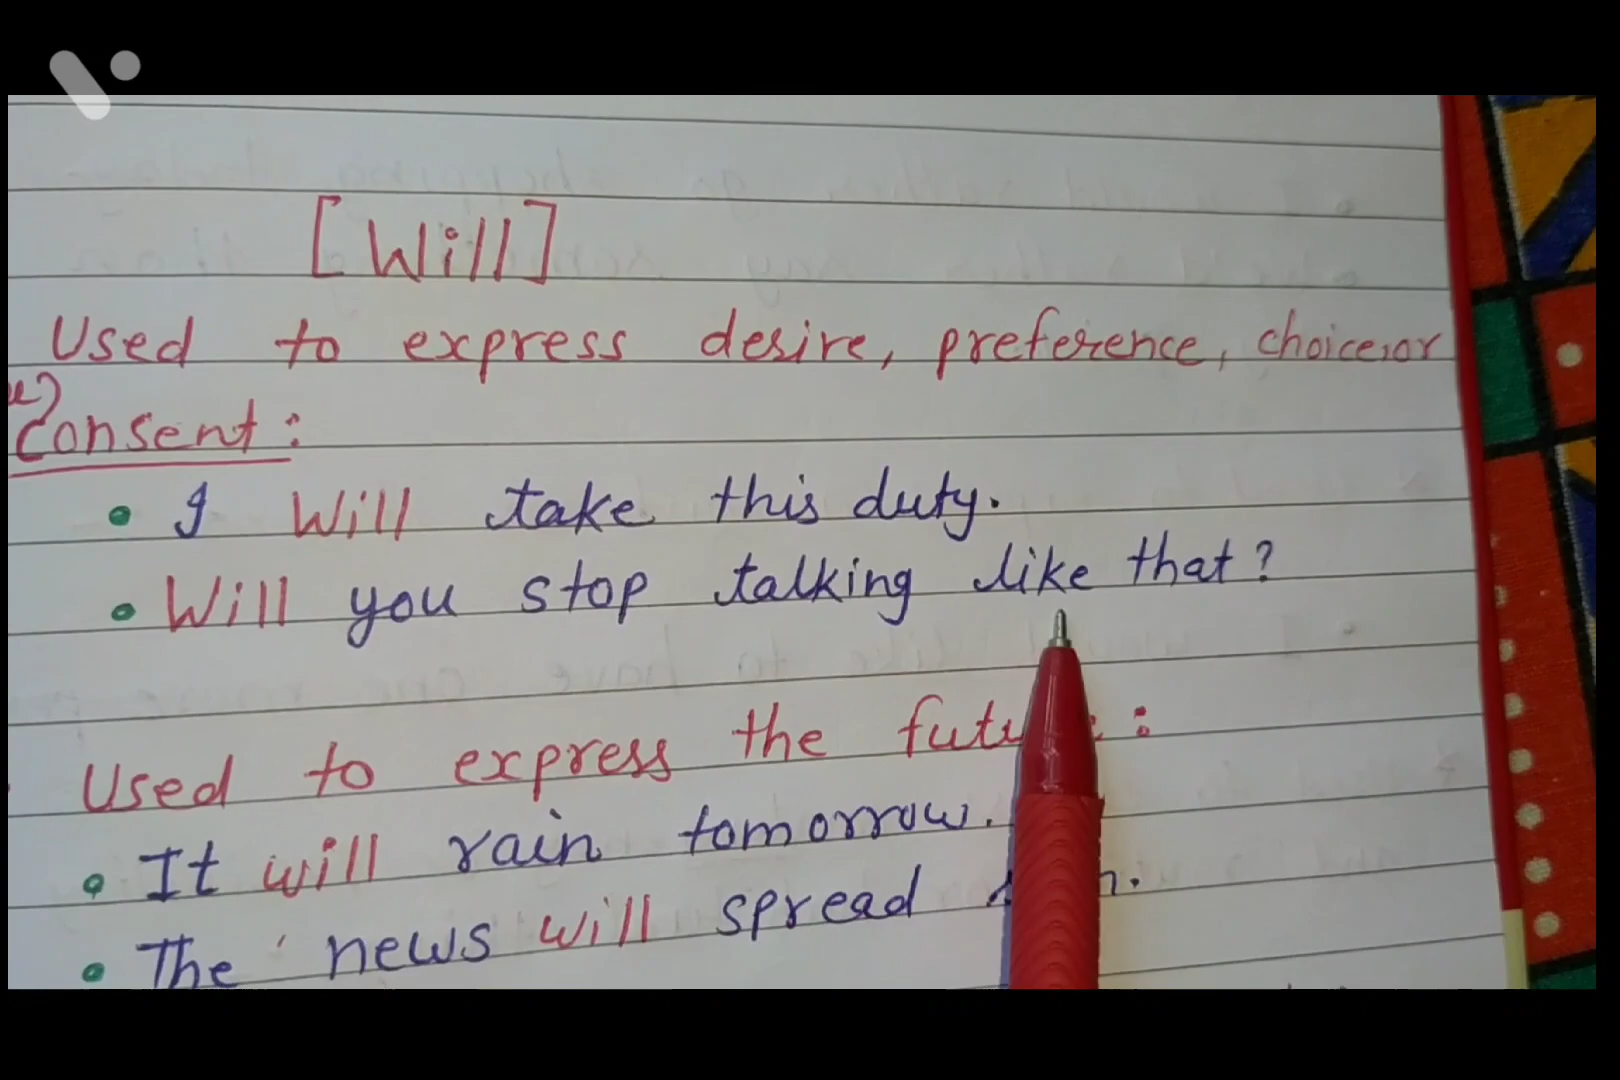 [Will]
Used to express desire, preference, choice, or
Consent:
• I Will take this duty.
• Will you stop talking like that?
Used to express the :
• It will rain tomorrow.
• The news will spread